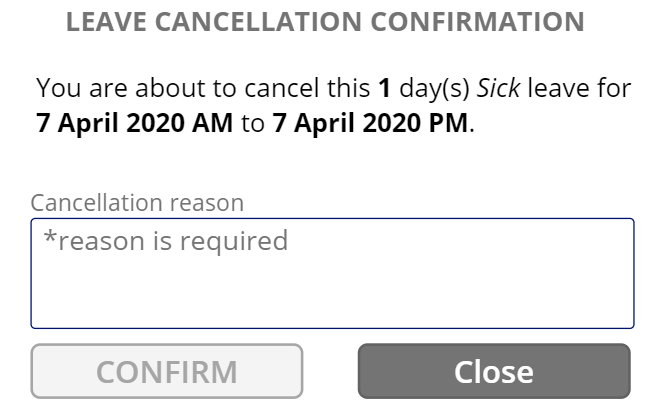 LEAVE CANCELLATION CONFIRMATION
You are about to cancel this 1 day(s) Sick leave for
7 April 2020 AM to 7 April 2020 PM.
Cancellation reason
*reason is required
CONFIRM Close